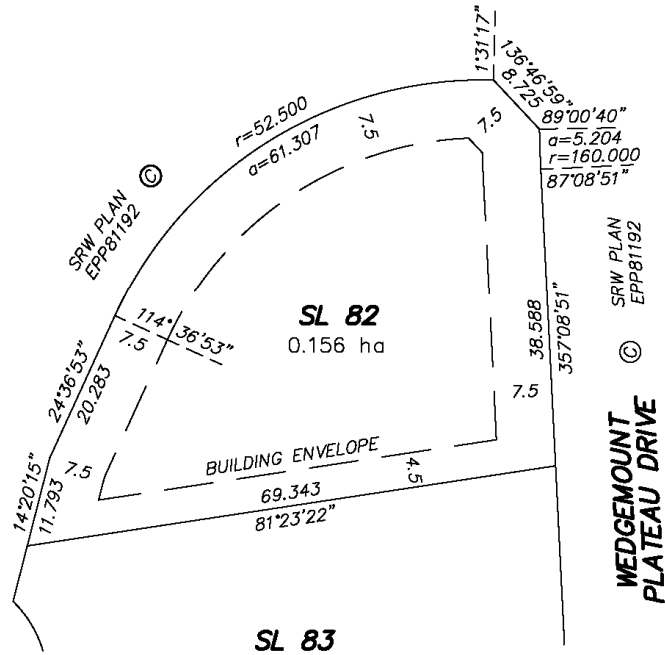 1°31'17"
136°46'59"
8.725
r=52.500
a=61.307
7.5
7.5
89°00'40"
a=5.204
r=160.000
87°08'51"
SRW PLAN
EPP81192
©
SRW PLAN
EPP81192
©
114°36'53"
7.5
SL 82
0.156 ha
38.588
357°08'51"
24°36'53"
20.283
7.5
14°20'15"
11.793
7.5
BUILDING ENVELOPE
4.5
69.343
81°23'22"
WEDGEMOUNT
PLATEAU DRIVE
SL 83